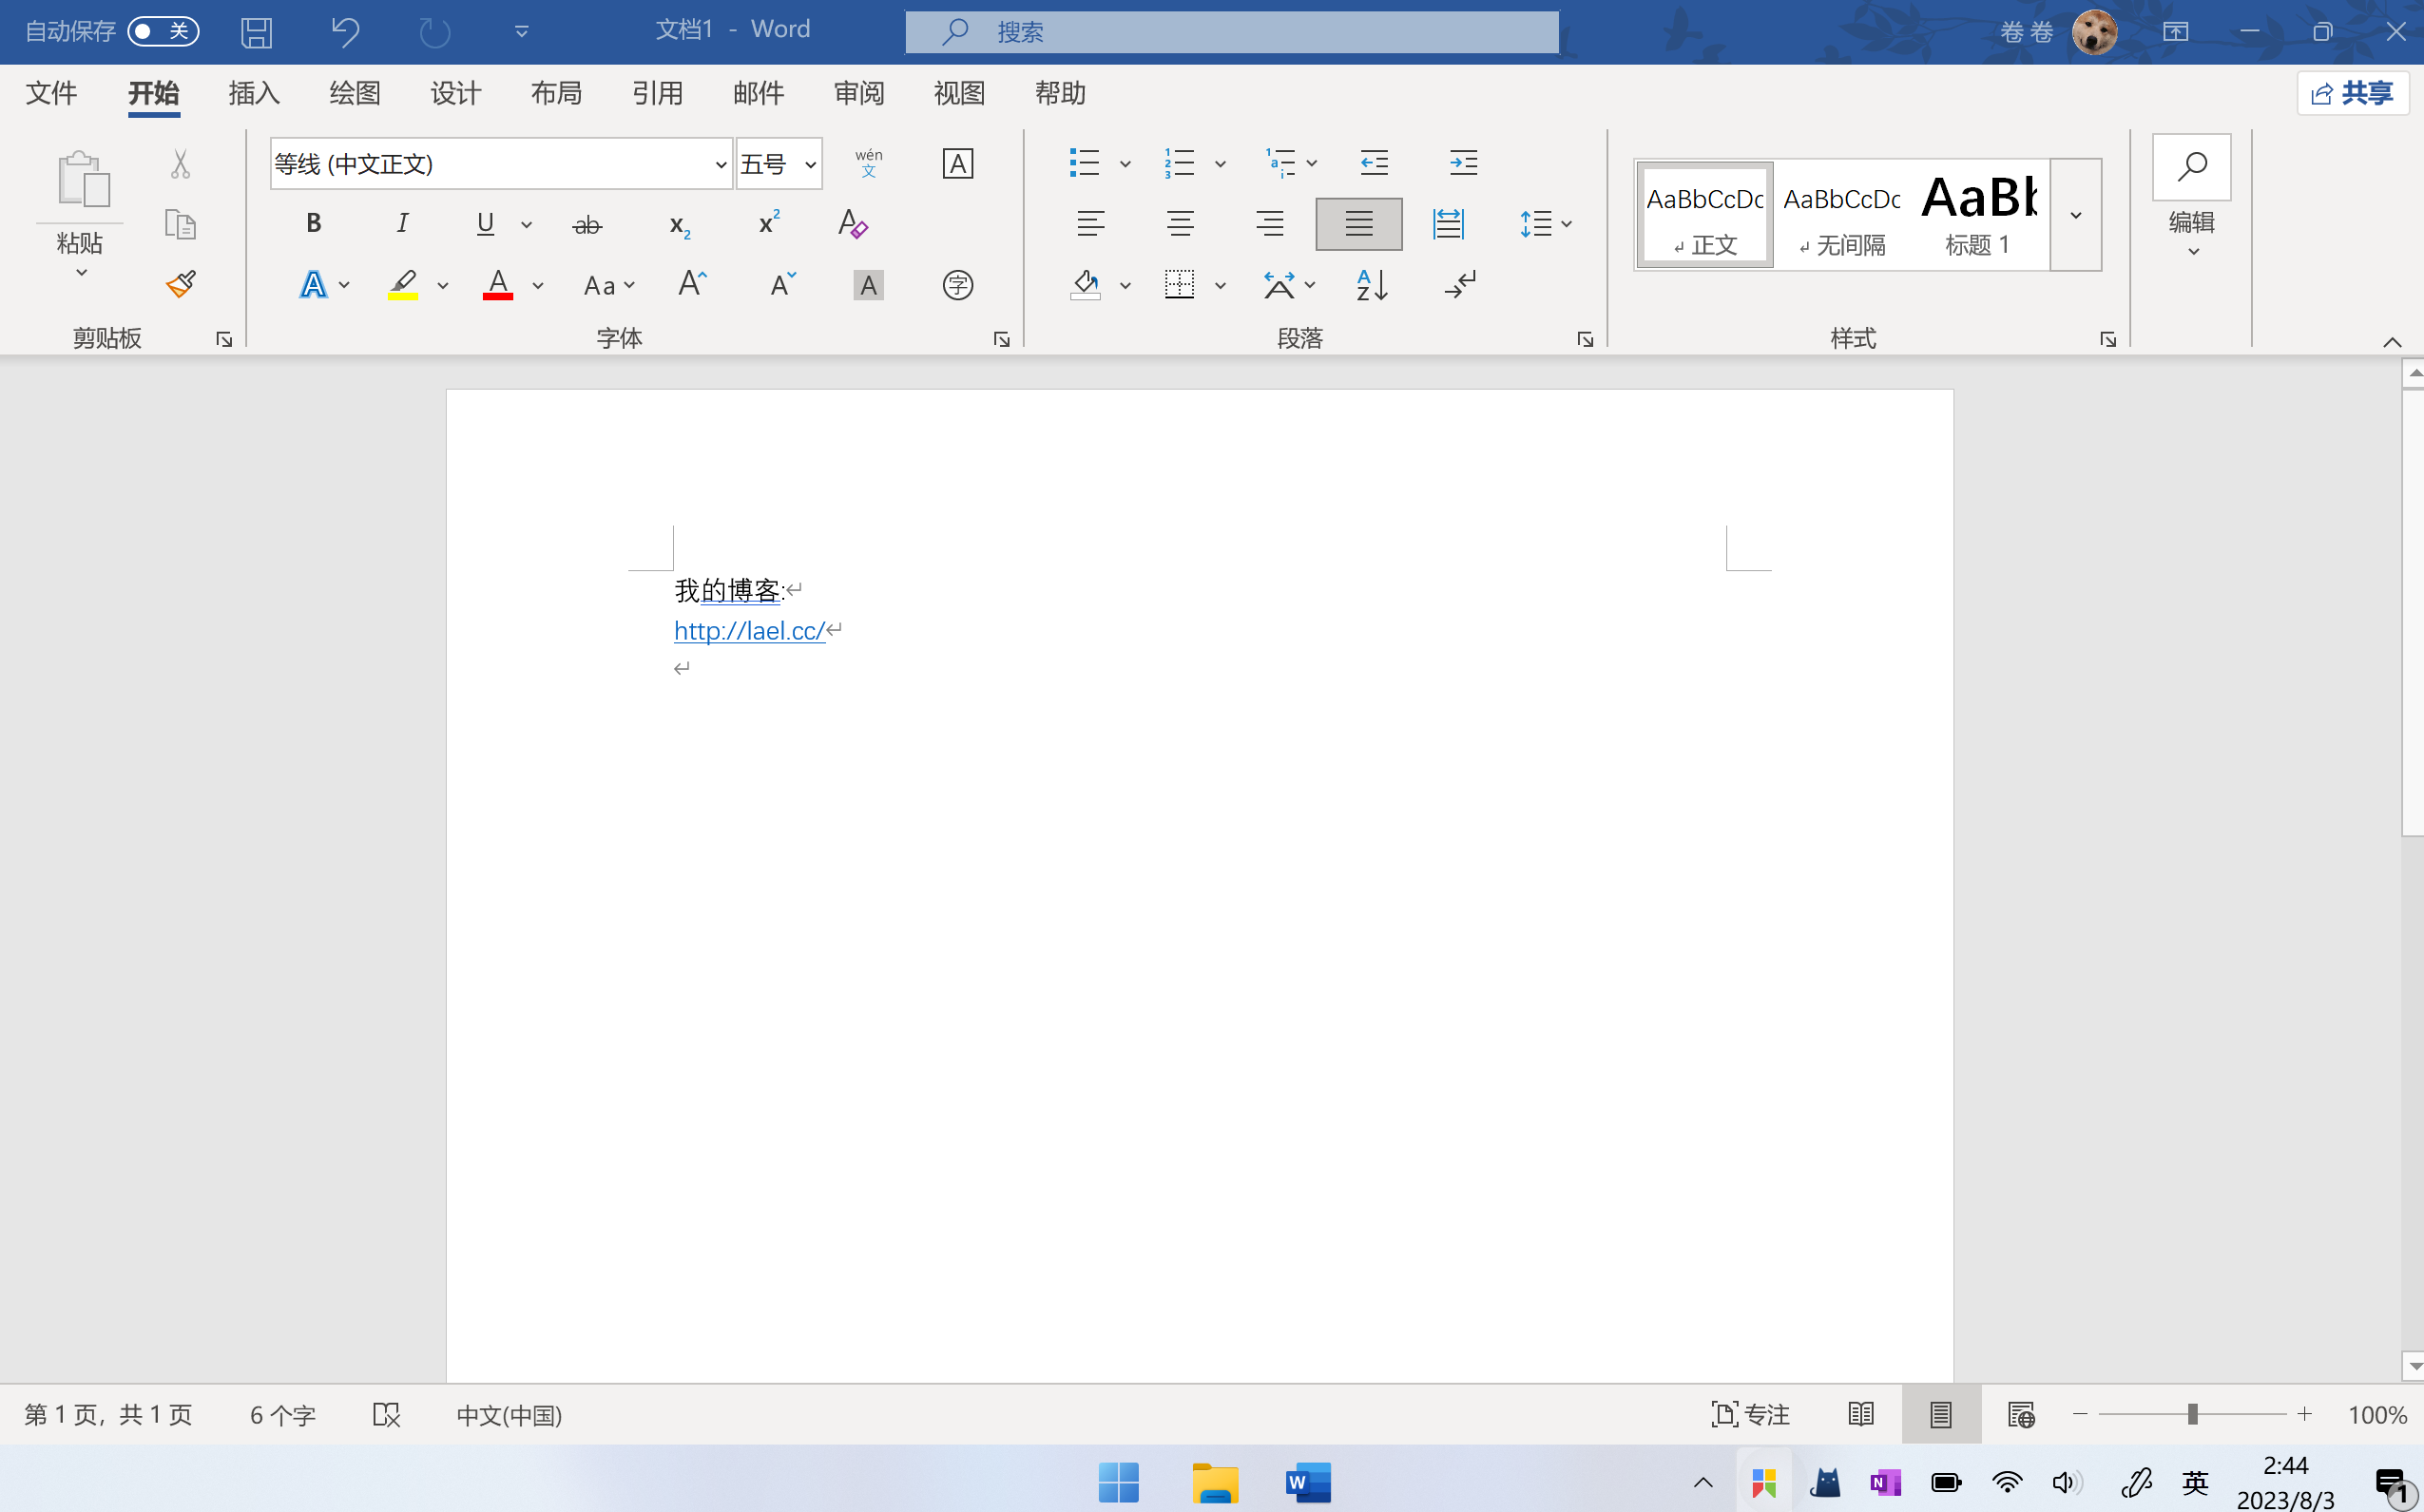 自动保存 关 文档1 - Word 搜索 卷 卷
文件 开始 插入 绘图 设计 布局 引用 邮件 审阅 视图 帮助 共享
粘贴
剪贴板
等线 (中文正文) 五号 wén 文 A
B I U ab x₂ x² A
A A Aa A A A 字
字体
段落
AaBbCcDc AaBbCcDc AaBb
正文 无间隔 标题 1
样式
编辑
我的博客:
http://lael.cc/
第 1 页，共 1 页 6 个字 中文(中国) 专注 100%
英 2:44
2023/8/3 1